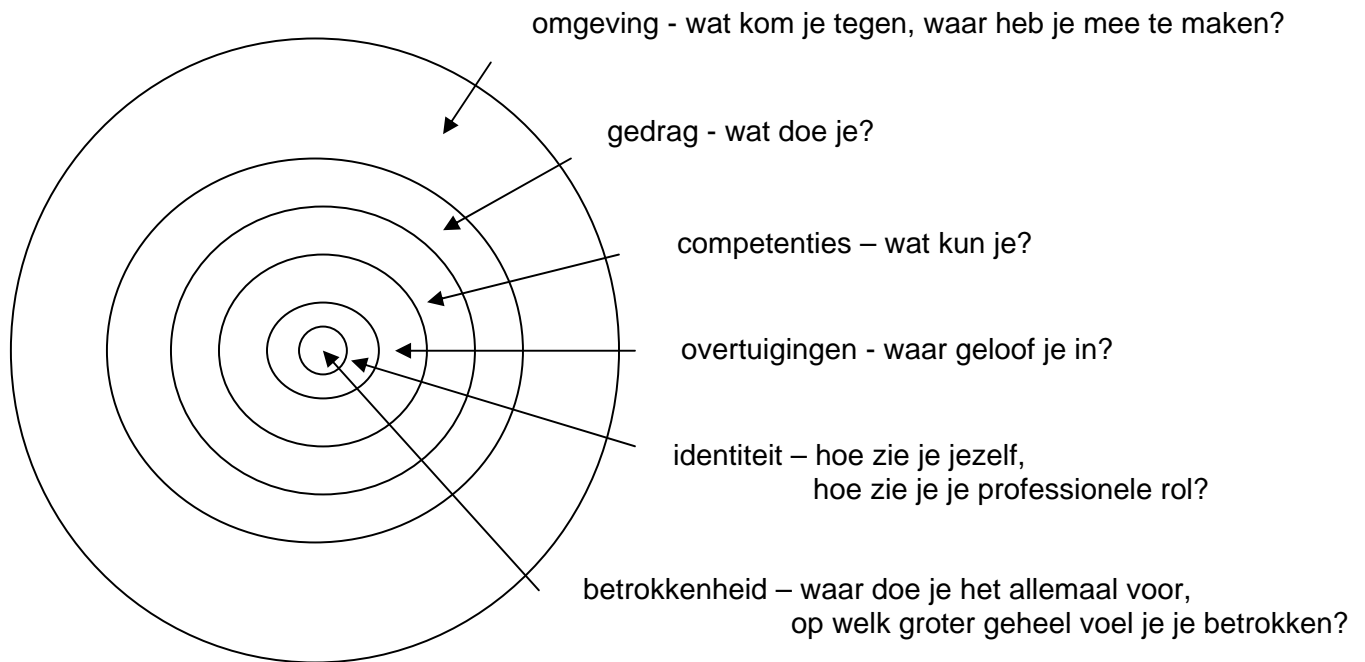 omgeving - wat kom je tegen, waar heb je mee te maken?
gedrag - wat doe je?
competenties – wat kun je?
overtuigingen - waar geloof je in?
identiteit – hoe zie je jezelf,
hoe zie je je professionele rol?
betrokkenheid – waar doe je het allemaal voor,
op welk groter geheel voel je je betrokken?